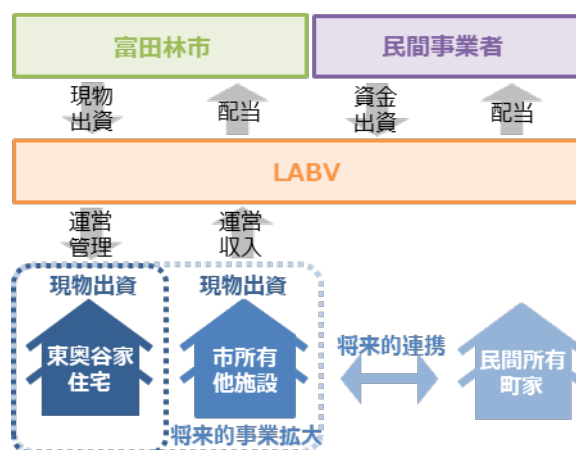 富田林市
民間事業者
現物
出資
配当
資金
出資
配当
LABV
運営
管理
運営
収入
現物出資
現物出資
東奥谷家
住宅
市所有
他施設
将来的連携
民間所有
町家
将来的事業拡大